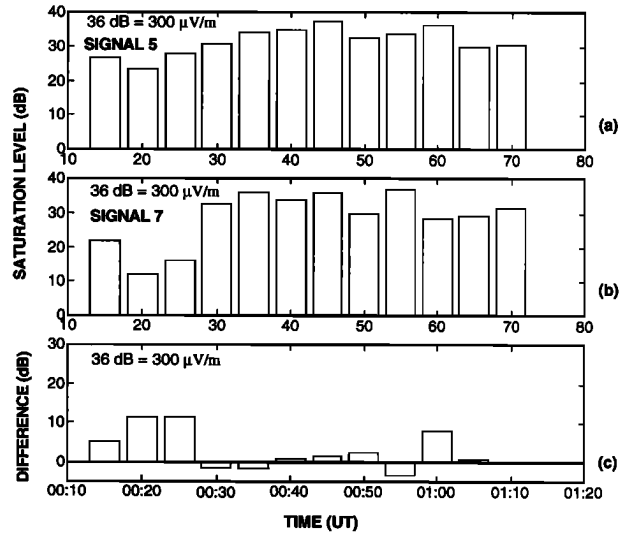 36 dB = 300 μV/m
SIGNAL 5
40
30
20
10
0
10 20 30 40 50 60 70 80
(a)
SATURATION LEVEL (dB)
36 dB = 300 μV/m
SIGNAL 7
40
30
20
10
0
10 20 30 40 50 60 70 80
(b)
36 dB = 300 μV/m
30
20
10
0
DIFFERENCE (dB)
(c)
00:10 00:20 00:30 00:40 00:50 01:00 01:10 01:20
TIME (UT)